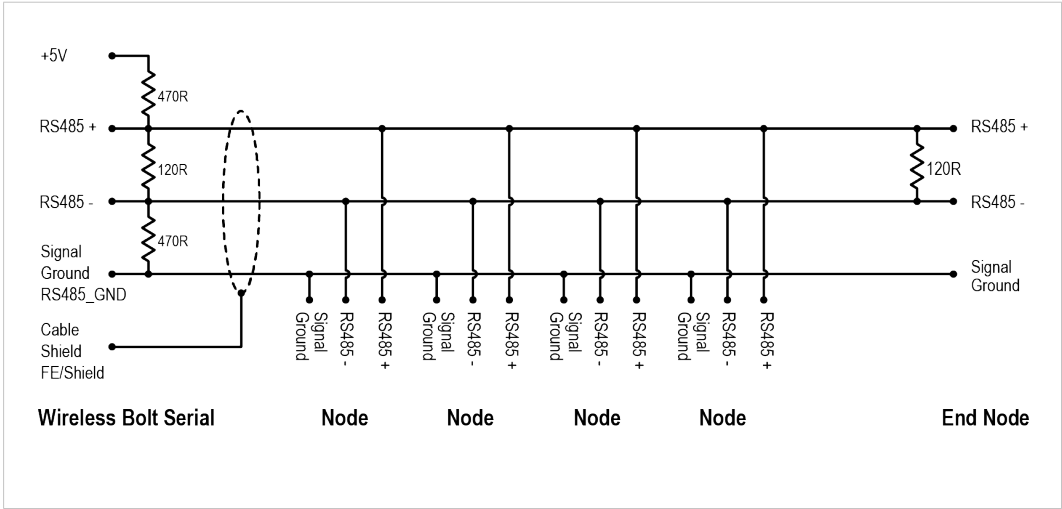 +5V
470R
RS485 +
RS485 +
120R
120R
RS485 -
RS485 -
470R
Signal
Ground
RS485_GND
Signal
Ground
Cable
Shield
FE/Shield
Signal
Ground
RS485 -
RS485 +
Signal
Ground
RS485 -
RS485 +
Signal
Ground
RS485 -
RS485 +
Signal
Ground
RS485 -
RS485 +
Wireless Bolt Serial
Node
Node
Node
Node
End Node